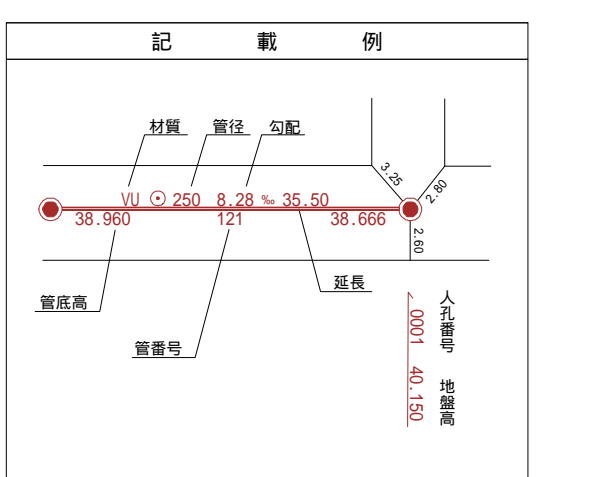 記載例
材質 管径 勾配
VU ⊙ 250 8.28 ‰ 35.50
38.960 121 38.666
3.25
2.80
2.60
管底高
管番号
延長
人孔番号 地盤高
0001 40.150